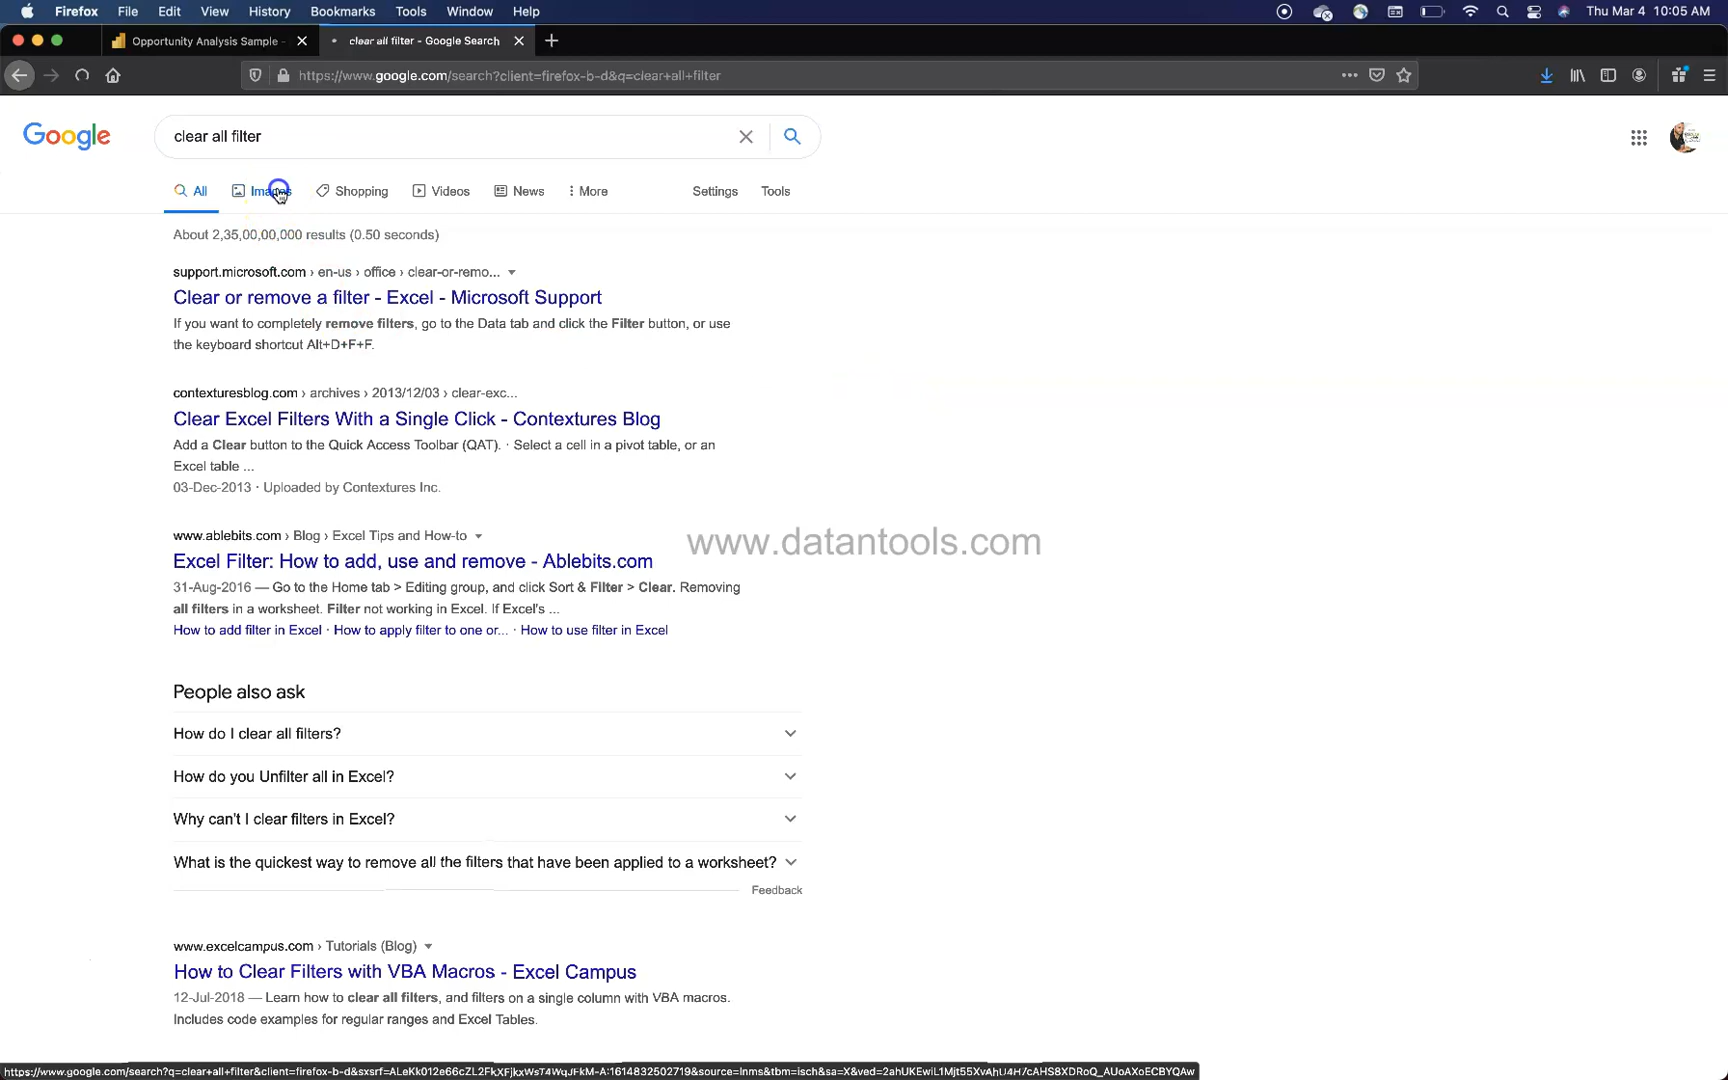 Firefox File Edit View History Bookmarks Tools Window Help Thu Mar 4 10:05 AM
Opportunity Analysis Sample - clear all filter - Google Search
https://www.google.com/search?client=firefox-b-d&q=clear+all+filter
Google clear all filter
All Images Shopping Videos News More Settings Tools
About 2,35,00,00,000 results (0.50 seconds)
support.microsoft.com › en-us › office › clear-or-remo...
Clear or remove a filter - Excel - Microsoft Support
If you want to completely remove filters, go to the Data tab and click the Filter button, or use
the keyboard shortcut Alt+D+F+F.
contexturesblog.com › archives › 2013/12/03 › clear-exc...
Clear Excel Filters With a Single Click - Contextures Blog
Add a Clear button to the Quick Access Toolbar (QAT). · Select a cell in a pivot table, or an
Excel table ...
03-Dec-2013 · Uploaded by Contextures Inc.
www.ablebits.com › Blog › Excel Tips and How-to
www.datantools.com
Excel Filter: How to add, use and remove - Ablebits.com
31-Aug-2016 — Go to the Home tab > Editing group, and click Sort & Filter > Clear. Removing
all filters in a worksheet. Filter not working in Excel. If Excel's ...
How to add filter in Excel · How to apply filter to one or... · How to use filter in Excel
People also ask
How do I clear all filters?
How do you Unfilter all in Excel?
Why can't I clear filters in Excel?
What is the quickest way to remove all the filters that have been applied to a worksheet?
Feedback
www.excelcampus.com › Tutorials (Blog)
How to Clear Filters with VBA Macros - Excel Campus
12-Jul-2018 — Learn how to clear all filters, and filters on a single column with VBA macros.
Includes code examples for regular ranges and Excel Tables.